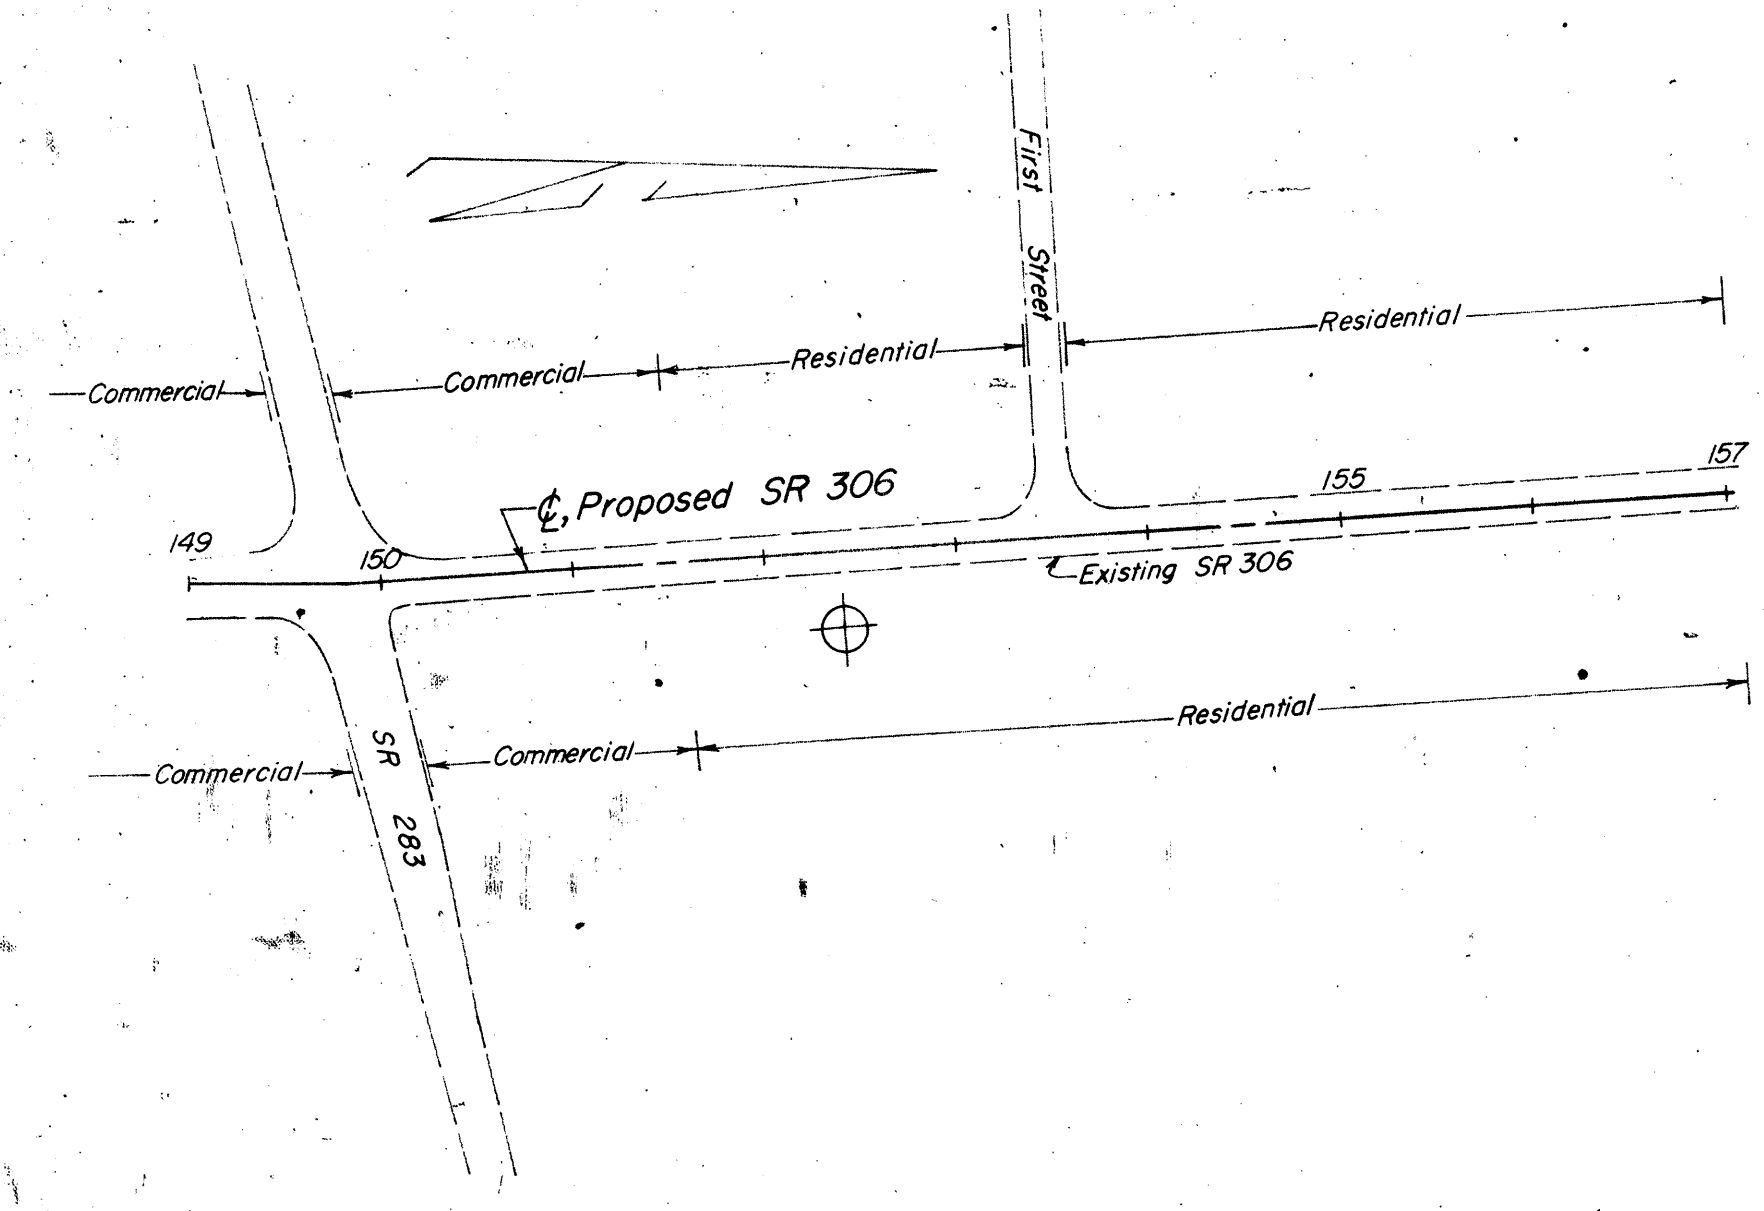 First Street
Residential
Residential
Commercial
Commercial
157
155
℄, Proposed SR 306
149
150
Existing SR 306
Residential
Commercial
Commercial
SR 283